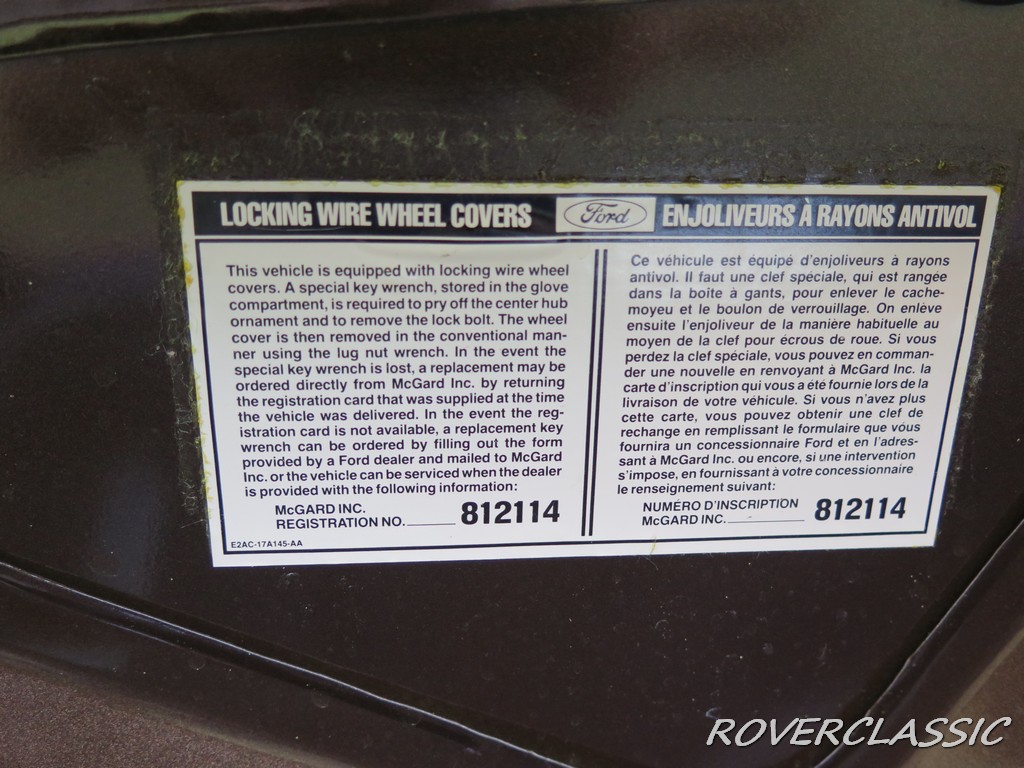 LOCKING WIRE WHEEL COVERS
Ford
ENJOLIVEURS À RAYONS ANTIVOL
This vehicle is equipped with locking wire wheel
covers. A special key wrench, stored in the glove
compartment, is required to pry off the center hub
ornament and to remove the lock bolt. The wheel
cover is then removed in the conventional man-
ner using the lug nut wrench. In the event the
special key wrench is lost, a replacement may be
ordered directly from McGard Inc. by returning
the registration card that was supplied at the time
the vehicle was delivered. In the event the reg-
istration card is not available, a replacement key
wrench can be ordered by filling out the form
provided by a Ford dealer and mailed to McGard
Inc. or the vehicle can be serviced when the dealer
is provided with the following information:
McGARD INC.
REGISTRATION NO. 812114
E2AC-17A145-AA
Ce véhicule est équipé d'enjoliveurs à rayons
antivol. Il faut une clef spéciale, qui est rangée
dans la boîte à gants, pour enlever le cache-
moyeu et le boulon de verrouillage. On enlève
ensuite l'enjoliveur de la manière habituelle au
moyen de la clef pour écrous de roue. Si vous
perdez la clef spéciale, vous pouvez en comman-
der une nouvelle en renvoyant à McGard Inc. la
carte d'inscription qui vous a été fournie lors de la
livraison de votre véhicule. Si vous n'avez plus
cette carte, vous pouvez obtenir une clef de
rechange en remplissant le formulaire que vous
fournira un concessionnaire Ford et en l'adres-
sant à McGard Inc. ou encore, si une intervention
s'impose, en fournissant à votre concessionnaire
le renseignement suivant:
NUMÉRO D'INSCRIPTION
McGARD INC. 812114
ROVERCLASSIC